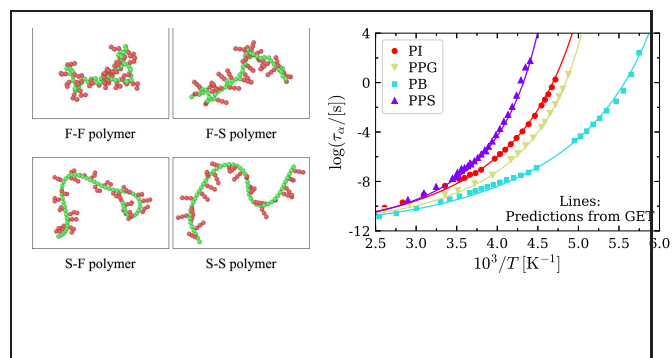 F-F polymer
F-S polymer
S-F polymer
S-S polymer
log(τα/[s])
4
0
-4
-8
-12
PI
PPG
PB
PPS
Lines:
Predictions from GET
2.5 3.0 3.5 4.0 4.5 5.0 5.5 6.0
10³/T [K⁻¹]